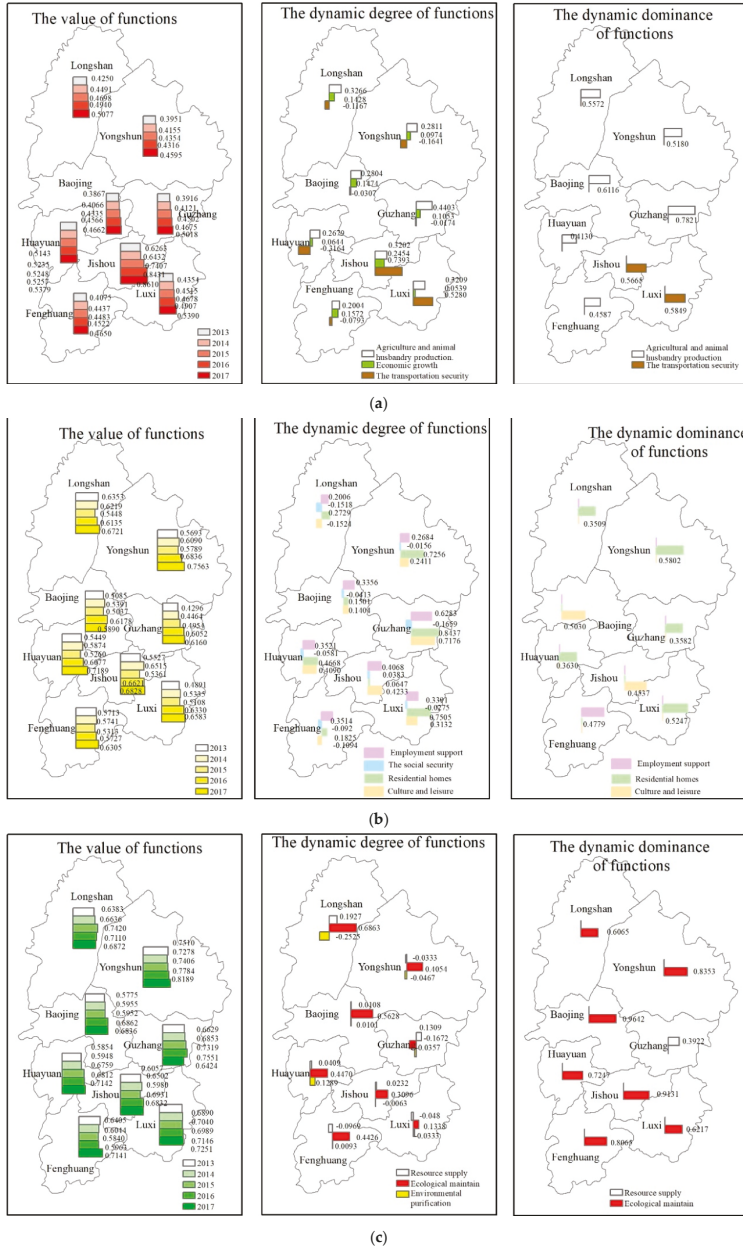 The value of functions
Longshan
0.4250
0.4491
0.4698
0.4940
0.5077
0.3951
0.4155
0.4354
0.4316
0.4595
Yongshun
Baojing
0.3867
0.4066
0.4335
0.4566
0.4662
0.3916
0.4121
0.4675
0.5018
Guzhang
Huayuan
0.5143
0.5235
0.5248
0.5257
0.5379
Jishou
0.6263
0.6432
0.7407
0.8431
0.8610
Luxi
0.4354
0.4515
0.4678
0.4907
0.5390
Fenghuang
0.4075
0.4437
0.4483
0.4522
0.4650
2013
2014
2015
2016
2017
The dynamic degree of functions
Longshan
0.3266
0.1428
-0.1167
Yongshun
0.2811
0.0974
-0.1641
Baojing
0.2804
0.1474
-0.0307
Guzhang
0.4403
0.1053
-0.0174
Huayuan
0.2679
0.0644
-0.3164
Jishou
0.3202
0.2454
0.7393
Luxi
0.3209
0.0539
0.5280
Fenghuang
0.2004
0.1572
-0.0793
Agriculture and animal
husbandry production.
Economic growth
The transportation security
The dynamic dominance
of functions
Longshan
0.5572
Yongshun
0.5180
Baojing
0.6116
Guzhang
0.7821
Huayuan
0.4130
Jishou
0.5668
Luxi
0.5849
Fenghuang
0.4587
Agricultural and animal
husbandry production
The transportation security
(a)
The value of functions
Longshan
0.6353
0.6219
0.5448
0.6135
0.6721
Yongshun
0.5693
0.6090
0.5789
0.6836
0.7563
Baojing
0.5085
0.5391
0.5037
0.6178
0.5890
Guzhang
0.4296
0.4464
0.4953
0.6052
0.6160
Huayuan
0.5449
0.5874
0.5260
0.6677
0.7189
Jishou
0.5527
0.6515
0.5361
0.6621
0.6828
Luxi
0.4891
0.5335
0.5108
0.6330
0.6583
Fenghuang
0.5713
0.5741
0.5313
0.5727
0.6305
2013
2014
2015
2016
2017
The dynamic degree of functions
Longshan
0.2006
-0.1518
0.2729
-0.1528
Yongshun
0.2684
-0.0156
0.7256
0.2411
Baojing
0.3356
-0.0413
0.1501
0.1408
Guzhang
0.6283
-0.1659
0.8437
0.7176
Huayuan
0.3521
-0.0581
0.4668
0.4090
Jishou
0.4068
0.0383
0.0647
0.4233
Luxi
-0.0275
0.7505
0.3132
Fenghuang
0.3514
-0.092
0.1825
-0.1094
Employment support
The social security
Residential homes
Culture and leisure
The dynamic dominance
of functions
Longshan
0.3509
Yongshun
0.5802
0.5030
Baojing
Guzhang
0.3582
Huayuan
0.3630
Jishou
0.4337
Luxi
0.5247
Fenghuang
0.4779
Employment support
Residential homes
Culture and leisure
(b)
The value of functions
Longshan
0.6383
0.6636
0.7420
0.7110
0.6872
Yongshun
0.7510
0.7278
0.7406
0.7784
0.8189
Baojing
0.5775
0.5955
0.5952
0.6862
0.6836
Guzhang
0.6629
0.6853
0.7319
0.7551
0.6424
Huayuan
0.5854
0.5948
0.6759
0.6812
0.7142
Jishou
0.6057
0.6502
0.5980
0.6931
0.6832
Luxi
0.6890
0.7040
0.6989
0.7146
0.7251
Fenghuang
0.6405
0.6014
0.5840
0.7141
2013
2014
2015
2016
2017
The dynamic degree of functions
Longshan
0.1927
0.6863
-0.2525
Yongshun
-0.0333
0.1054
-0.0467
Baojing
0.0108
0.5628
0.0101
Guzhang
0.1309
-0.1672
-0.0357
Huayuan
0.0409
0.4470
0.1289
Jishou
0.0232
0.3096
-0.0063
Luxi
-0.048
0.1338
-0.0333
Fenghuang
-0.0969
0.4426
0.0093
Resource supply
Ecological maintain
Environmental
purification
The dynamic dominance
of functions
Longshan
0.6065
Yongshun
0.8353
Baojing
0.9642
Guzhang
0.3922
Huayuan
0.7247
Jishou
0.9131
Luxi
0.6217
Fenghuang
0.8065
Resource supply
Ecological maintain
(c)